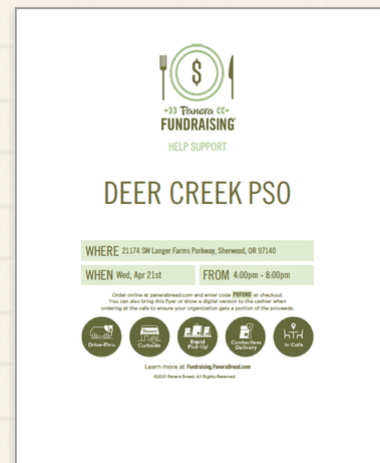 $
Panera
FUNDRAISING
HELP SUPPORT
DEER CREEK PSO
WHERE 21174 SW Langer Farms Parkway, Sherwood, OR 97140
WHEN Wed, Apr 21st
FROM 4:00pm – 8:00pm
Order online at panerabread.com and enter code PFFUND at checkout.
You can also bring this flyer or show a digital version to the cashier when
ordering at the cafe to ensure your organization gets a portion of the proceeds.
Drive-Thru
Panera
Curbside
Rapid
Pick-Up
Contactless
Delivery
In Cafe
Learn more at Fundraising.PaneraBread.com
©2021 Panera Bread. All Rights Reserved.